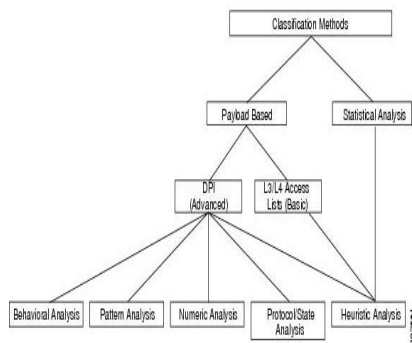 Classification Methods
Payload Based
Statistical Analysis
DPI
(Advanced)
L3/L4 Access
Lists (Basic)
Behavioral Analysis
Pattern Analysis
Numeric Analysis
Protocol/State
Analysis
Heuristic Analysis